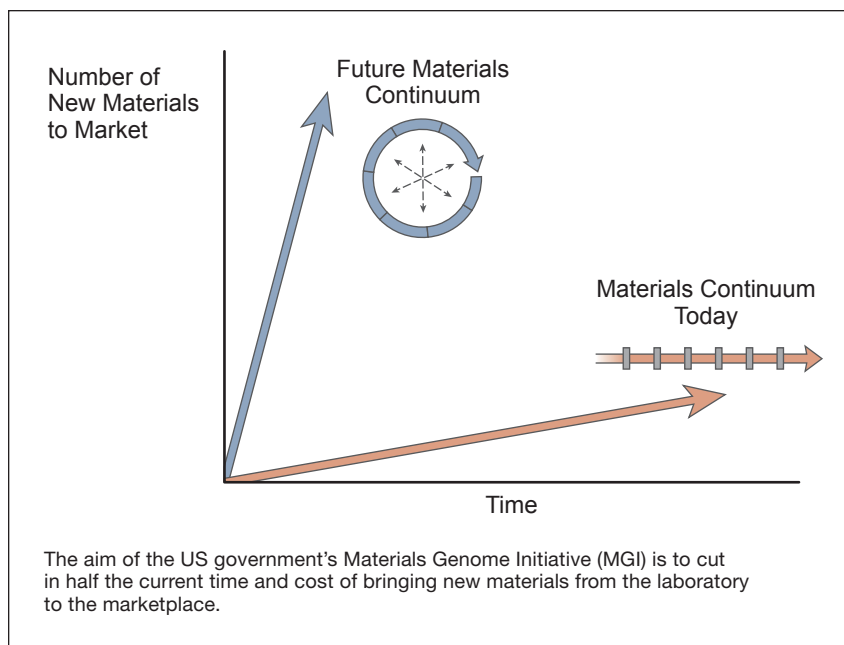 Number of
New Materials
to Market
Future Materials
Continuum
Materials Continuum
Today
Time
The aim of the US government’s Materials Genome Initiative (MGI) is to cut
in half the current time and cost of bringing new materials from the laboratory
to the marketplace.